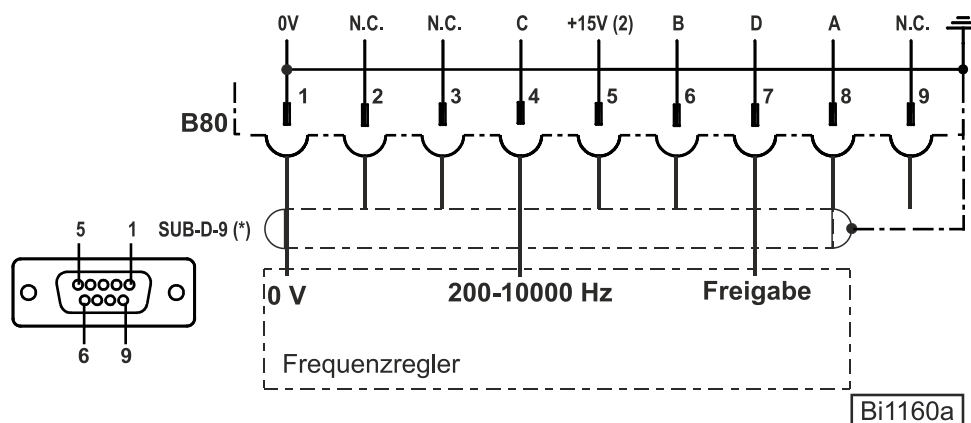 0V N.C. N.C. C +15V (2) B D A N.C.
1 2 3 4 5 6 7 8 9
B80
5 1 SUB-D-9 (*)
0 V 200-10000 Hz Freigabe
6 9
Frequenzregler
Bi1160a